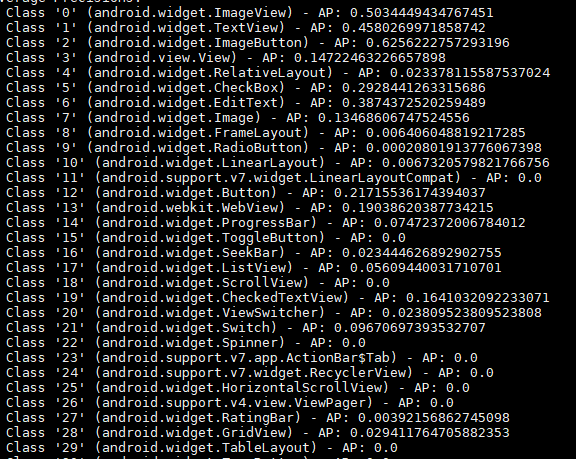 Class '0' (android.widget.ImageView) - AP: 0.5034449434767451
Class '1' (android.widget.TextView) - AP: 0.4580269971858742
Class '2' (android.widget.ImageButton) - AP: 0.6256222757293196
Class '3' (android.view.View) - AP: 0.14722463226657898
Class '4' (android.widget.RelativeLayout) - AP: 0.023378115587537024
Class '5' (android.widget.CheckBox) - AP: 0.2928441263315686
Class '6' (android.widget.EditText) - AP: 0.3874372520259489
Class '7' (android.widget.Image) - AP: 0.13468606747524556
Class '8' (android.widget.FrameLayout) - AP: 0.006406048819217285
Class '9' (android.widget.RadioButton) - AP: 0.00020801913776067398
Class '10' (android.widget.LinearLayout) - AP: 0.0067320579821766756
Class '11' (android.support.v7.widget.LinearLayoutCompat) - AP: 0.0
Class '12' (android.widget.Button) - AP: 0.21715536174394037
Class '13' (android.webkit.WebView) - AP: 0.19038620387734215
Class '14' (android.widget.ProgressBar) - AP: 0.07472372006784012
Class '15' (android.widget.ToggleButton) - AP: 0.0
Class '16' (android.widget.SeekBar) - AP: 0.023444626892902755
Class '17' (android.widget.ListView) - AP: 0.05609440031710701
Class '18' (android.widget.ScrollView) - AP: 0.0
Class '19' (android.widget.CheckedTextView) - AP: 0.1641032092233071
Class '20' (android.widget.ViewSwitcher) - AP: 0.023809523809523808
Class '21' (android.widget.Switch) - AP: 0.09670697393532707
Class '22' (android.widget.Spinner) - AP: 0.0
Class '23' (android.support.v7.app.ActionBar$Tab) - AP: 0.0
Class '24' (android.support.v7.widget.RecyclerView) - AP: 0.0
Class '25' (android.widget.HorizontalScrollView) - AP: 0.0
Class '26' (android.support.v4.view.ViewPager) - AP: 0.0
Class '27' (android.widget.RatingBar) - AP: 0.00392156862745098
Class '28' (android.widget.GridView) - AP: 0.029411764705882353
Class '29' (android.widget.TableLayout) - AP: 0.0